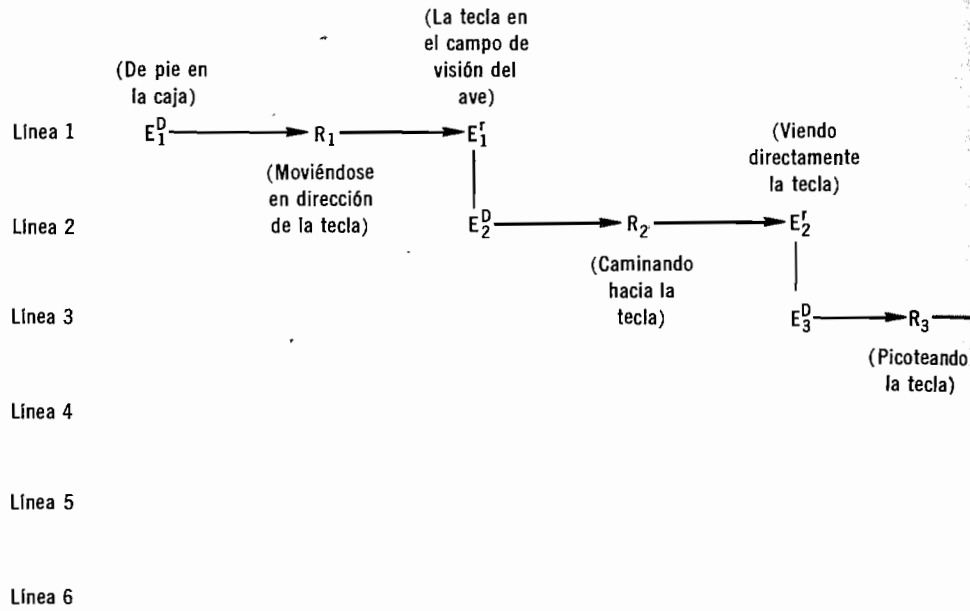 (La tecla en
el campo de
visión del
ave)
(De pie en
la caja)
Línea 1
E₁ᴰ R₁ E₁ʳ
(Moviéndose
en dirección
de la tecla)
(Viendo
directamente
la tecla)
Línea 2
E₂ᴰ R₂ E₂ʳ
(Caminando
hacia la
tecla)
Línea 3
E₃ᴰ R₃
(Picoteando
la tecla)
Línea 4
Línea 5
Línea 6